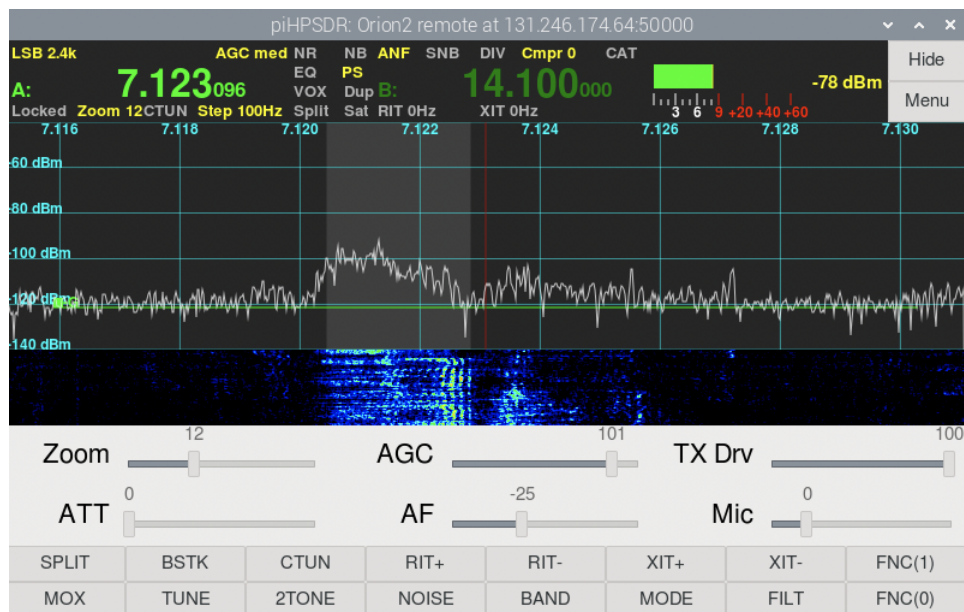 piHPSDR: Orion2 remote at 131.246.174.64:50000
LSB 2.4k AGC med NR NB ANF SNB DIV Cmpr 0 CAT Hide
EQ PS
A: 7.123096 VOX Dup B: 14.100000 -78 dBm
Locked Zoom 12 CTUN Step 100Hz Split Sat RIT 0Hz XIT 0Hz 3 6 9 +20 +40 +60 Menu
7.116 7.118 7.120 7.122 7.124 7.126 7.128 7.130
-60 dBm
-80 dBm
-100 dBm
-120 dBm
-140 dBm
12 101 100
Zoom AGC TX Drv
0 -25 0
ATT AF Mic
SPLIT BSTK CTUN RIT+ RIT- XIT+ XIT- FNC(1)
MOX TUNE 2TONE NOISE BAND MODE FILT FNC(0)